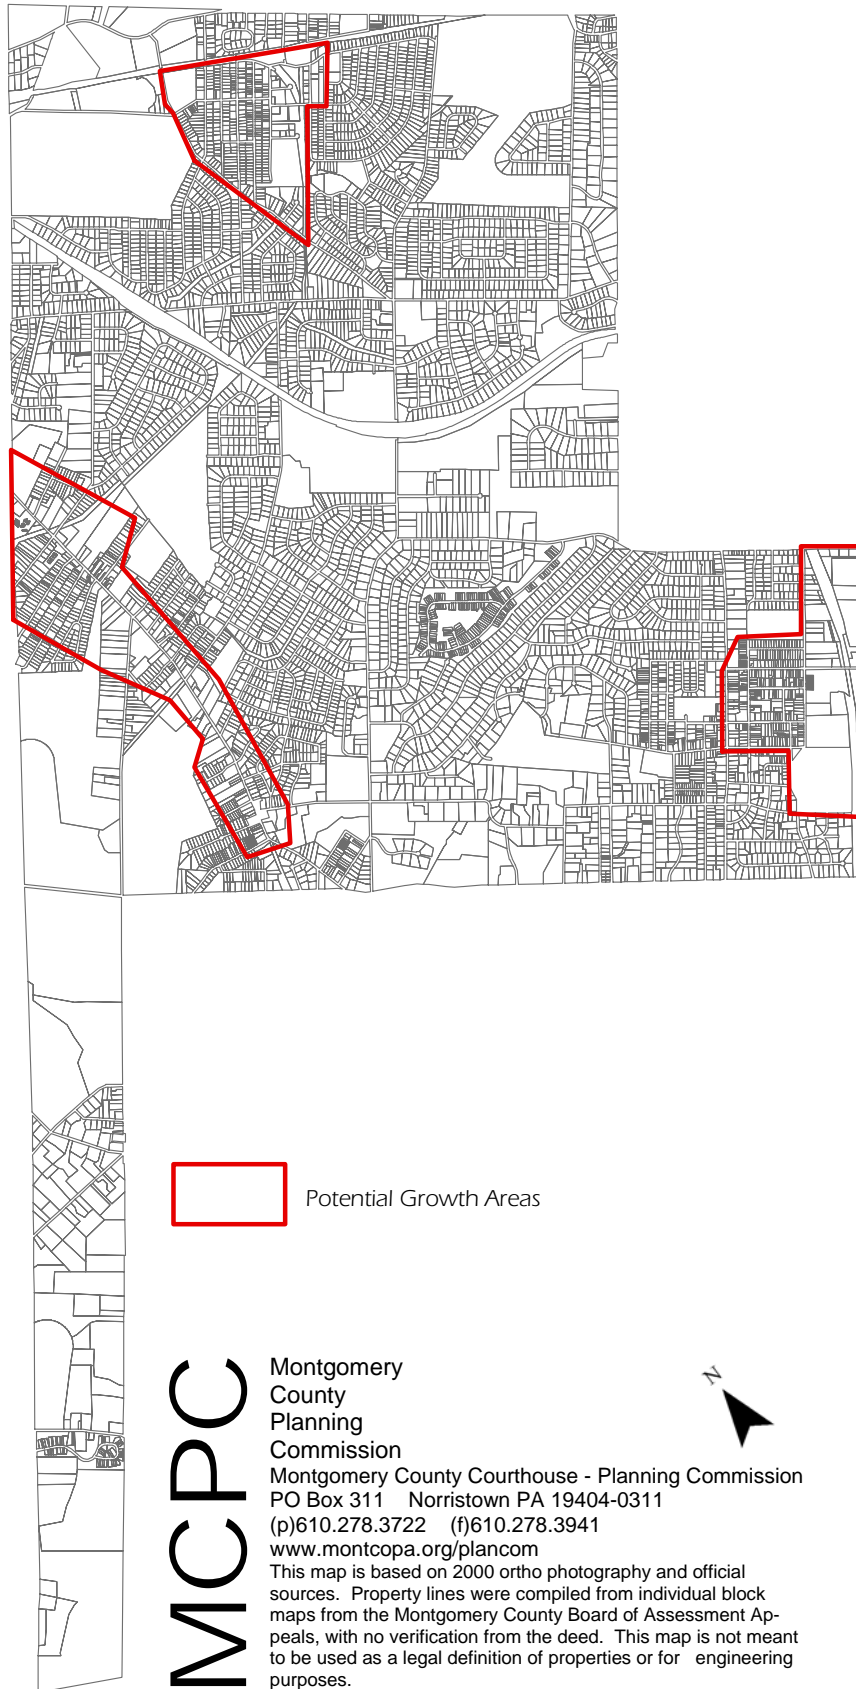 Potential Growth Areas
N
MCPC
Montgomery
County
Planning
Commission
Montgomery County Courthouse - Planning Commission
PO Box 311 Norristown PA 19404-0311
(p)610.278.3722 (f)610.278.3941
www.montcopa.org/plancom
This map is based on 2000 ortho photography and official
sources. Property lines were compiled from individual block
maps from the Montgomery County Board of Assessment Ap-
peals, with no verification from the deed. This map is not meant
to be used as a legal definition of properties or for engineering
purposes.